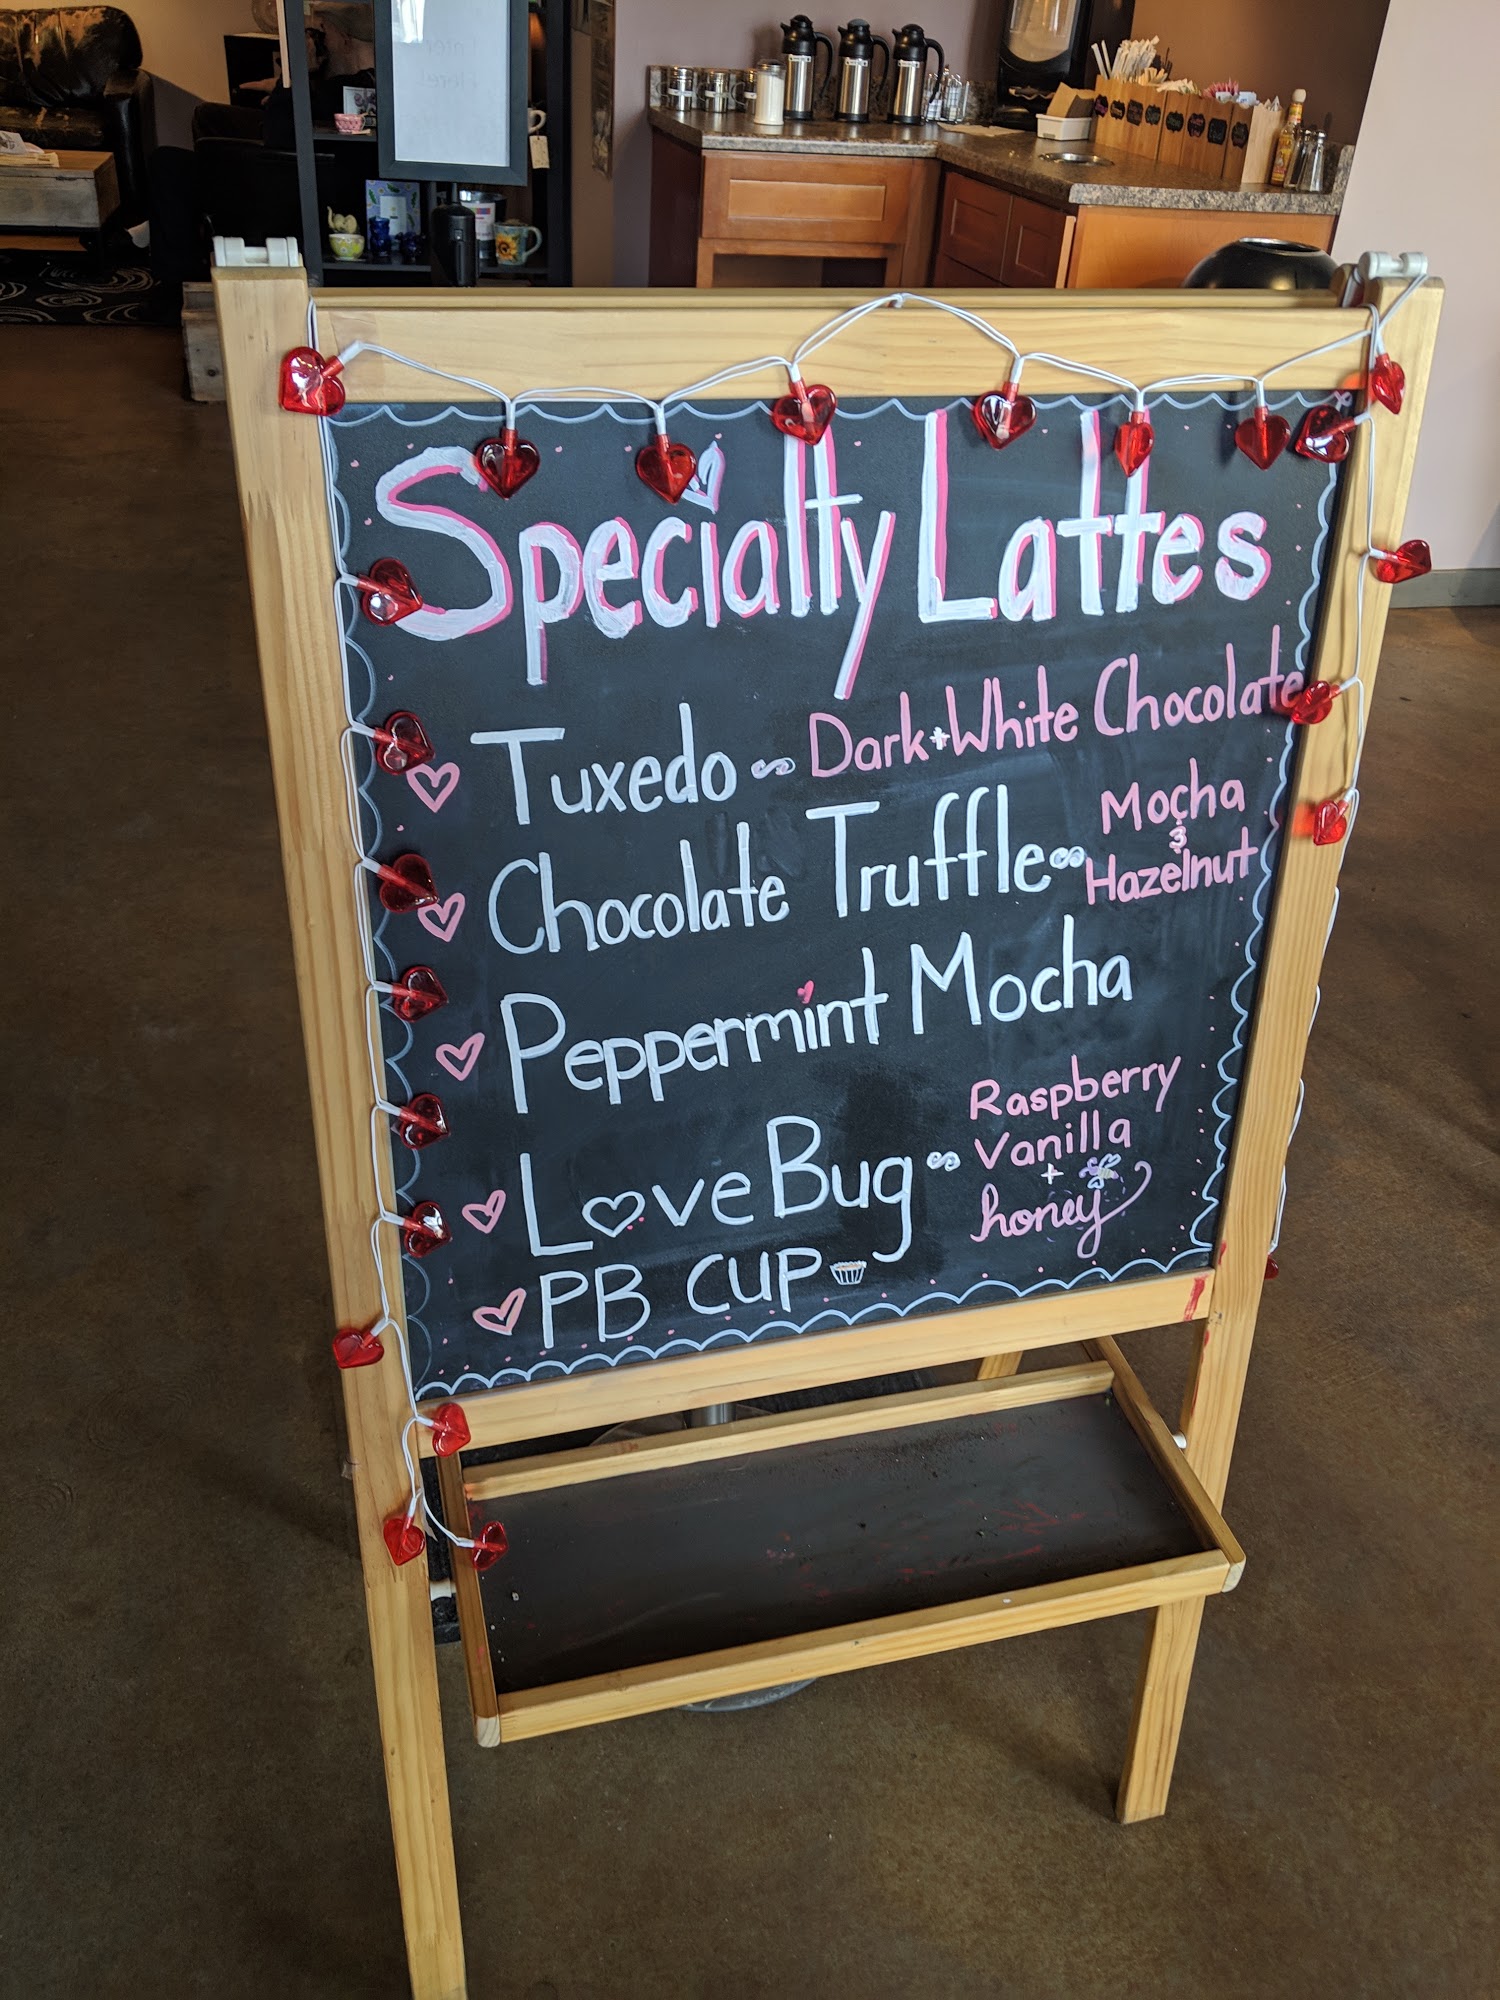 Specialty Lattes
Tuxedo ~ Dark + White Chocolate
Chocolate Truffle ~ Mocha
&
Hazelnut
Peppermint Mocha
Love Bug ~ Raspberry
Vanilla
+
honey
PB CUP